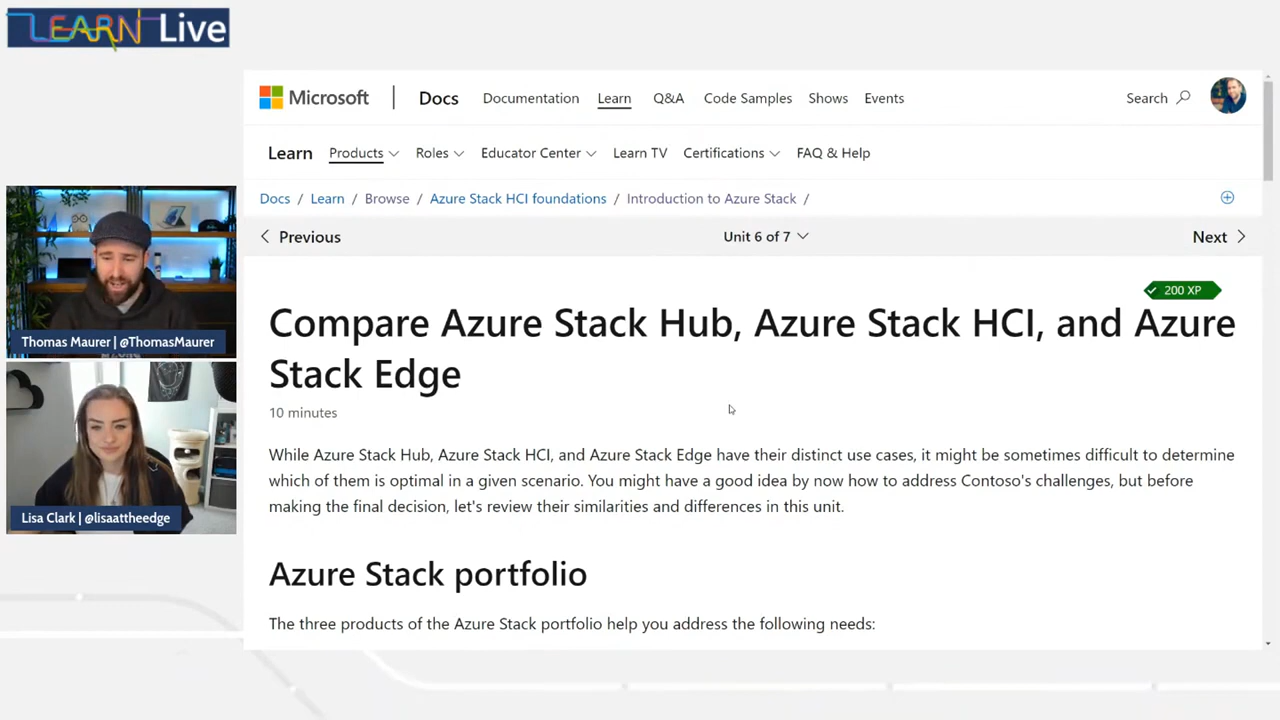 LEARN Live
Microsoft | Docs Documentation Learn Q&A Code Samples Shows Events Search
Learn Products Roles Educator Center Learn TV Certifications FAQ & Help
Docs / Learn / Browse / Azure Stack HCI foundations / Introduction to Azure Stack /
Previous Unit 6 of 7 Next
200 XP
Compare Azure Stack Hub, Azure Stack HCI, and Azure
Stack Edge
10 minutes
While Azure Stack Hub, Azure Stack HCI, and Azure Stack Edge have their distinct use cases, it might be sometimes difficult to determine
which of them is optimal in a given scenario. You might have a good idea by now how to address Contoso's challenges, but before
making the final decision, let's review their similarities and differences in this unit.
Azure Stack portfolio
The three products of the Azure Stack portfolio help you address the following needs:
Thomas Maurer | @ThomasMaurer
Lisa Clark | @lisaattheedge